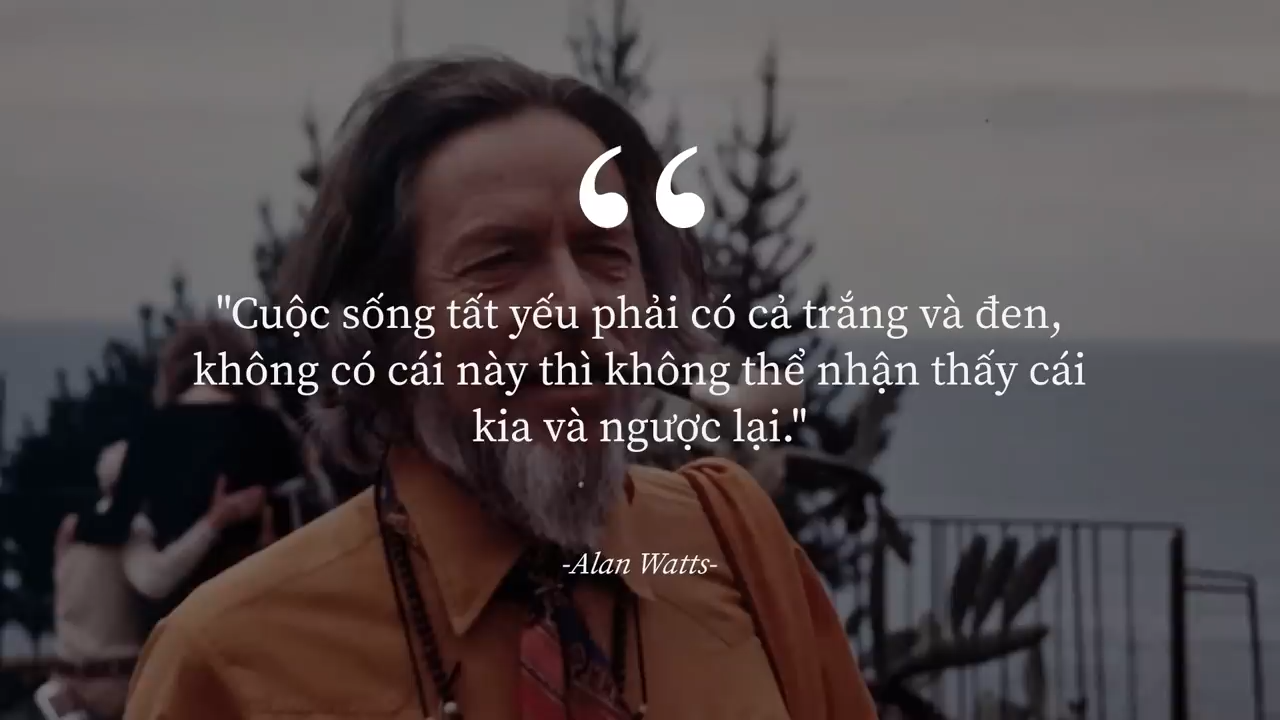 “
"Cuộc sống tất yếu phải có cả trắng và đen,
không có cái này thì không thể nhận thấy cái
kia và ngược lại."
.
-Alan Watts-